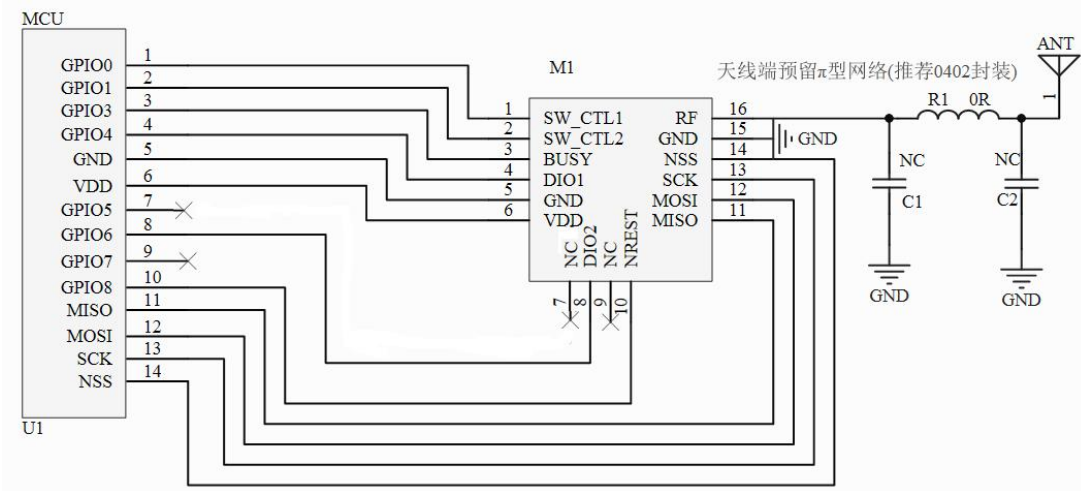 MCU
GPIO0 1
GPIO1 2
GPIO3 3
GPIO4 4
GND 5
VDD 6
GPIO5 7
GPIO6 8
GPIO7 9
GPIO8 10
MISO 11
MOSI 12
SCK 13
NSS 14
U1
M1
1 SW_CTL1 RF 16
2 SW_CTL2 GND 15
3 BUSY NSS 14
4 DIO1 SCK 13
5 GND MOSI 12
6 VDD MISO 11
NC DIO2 NC NREST
7 8 9 10
GND
天线端预留π型网络(推荐0402封装)
ANT
1
R1 0R
NC
C1
GND
NC
C2
GND